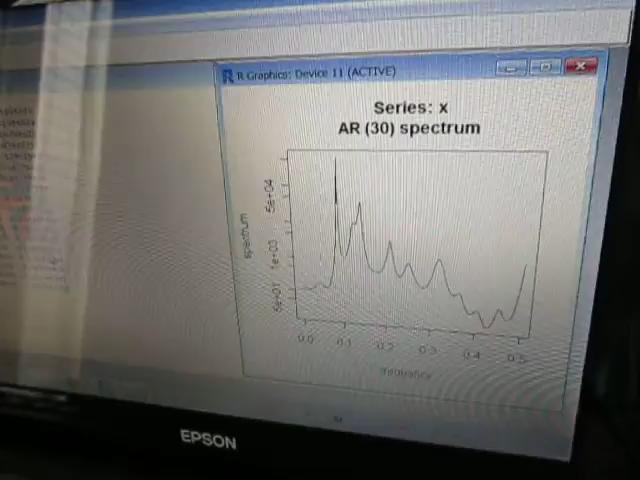 R Graphics: Device 11 (ACTIVE)
Series: x
AR (30) spectrum
spectrum
5e+01 1e+03 5e+04
0.0 0.1 0.2 0.3 0.4 0.5
frequency
EPSON